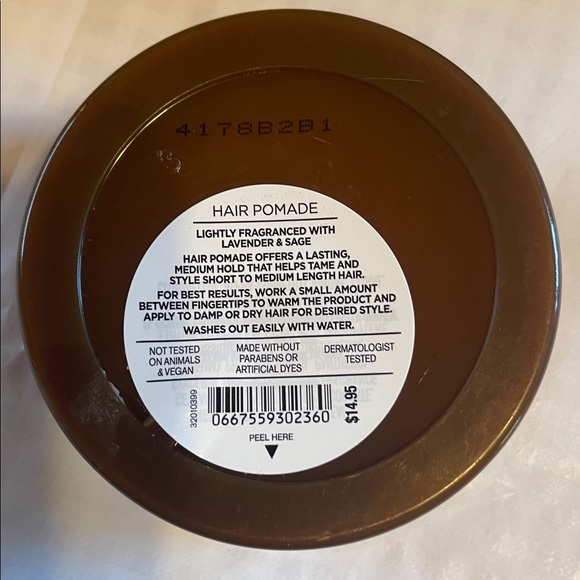 4178B2B1
HAIR POMADE
LIGHTLY FRAGRANCED WITH
LAVENDER & SAGE
HAIR POMADE OFFERS A LASTING,
MEDIUM HOLD THAT HELPS TAME AND
STYLE SHORT TO MEDIUM LENGTH HAIR.
FOR BEST RESULTS, WORK A SMALL AMOUNT
BETWEEN FINGERTIPS TO WARM THE PRODUCT AND
APPLY TO DAMP OR DRY HAIR FOR DESIRED STYLE.
WASHES OUT EASILY WITH WATER.
NOT TESTED
ON ANIMALS
& VEGAN
MADE WITHOUT
PARABENS OR
ARTIFICIAL DYES
DERMATOLOGIST
TESTED
32010399
0667559302360
$14.95
PEEL HERE